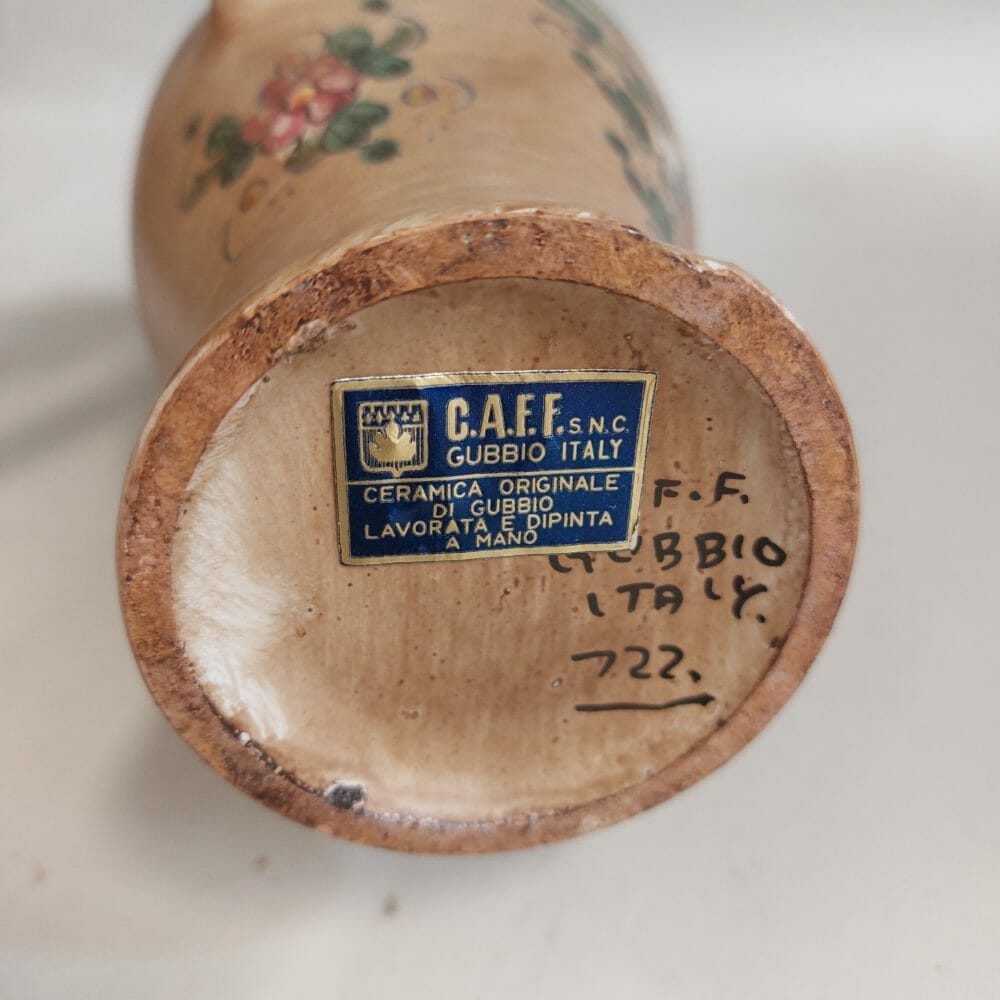 C.A.F.F. S.N.C.
GUBBIO ITALY
CERAMICA ORIGINALE
DI GUBBIO
LAVORATA E DIPINTA
A MANO
F.F.
GUBBIO
ITALY.
722.